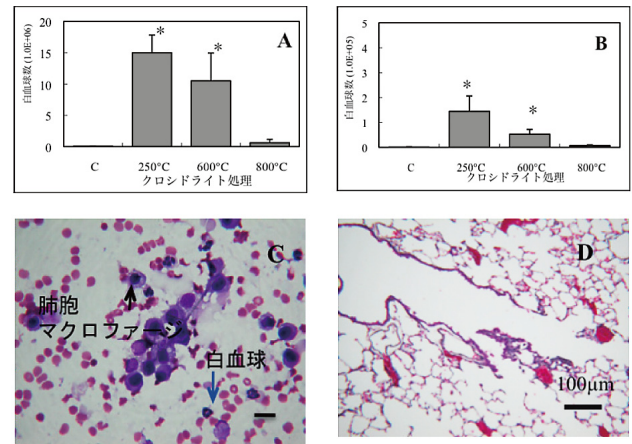 A
白血球数 (1.0E+06)
20
15
10
5
0
*
*
C
250°C
600°C
800°C
クロシドライト処理
B
白血球数 (1.0E+05)
5
4
3
2
1
0
*
*
C
250°C
600°C
800°C
クロシドライト処理
C
肺胞
マクロファージ
白血球
D
100μm